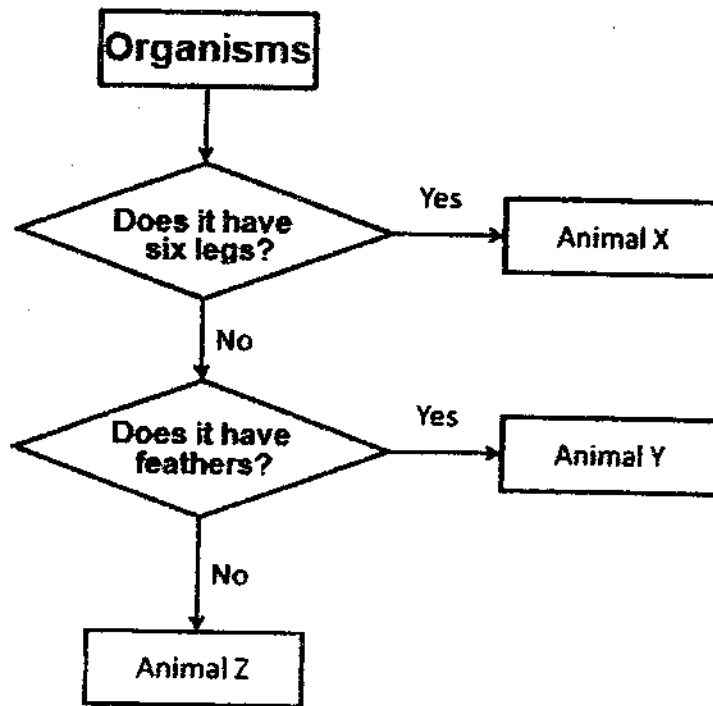 Organisms
Does it have
six legs?
Yes
Animal X
No
Does it have
feathers?
Yes
Animal Y
No
Animal Z